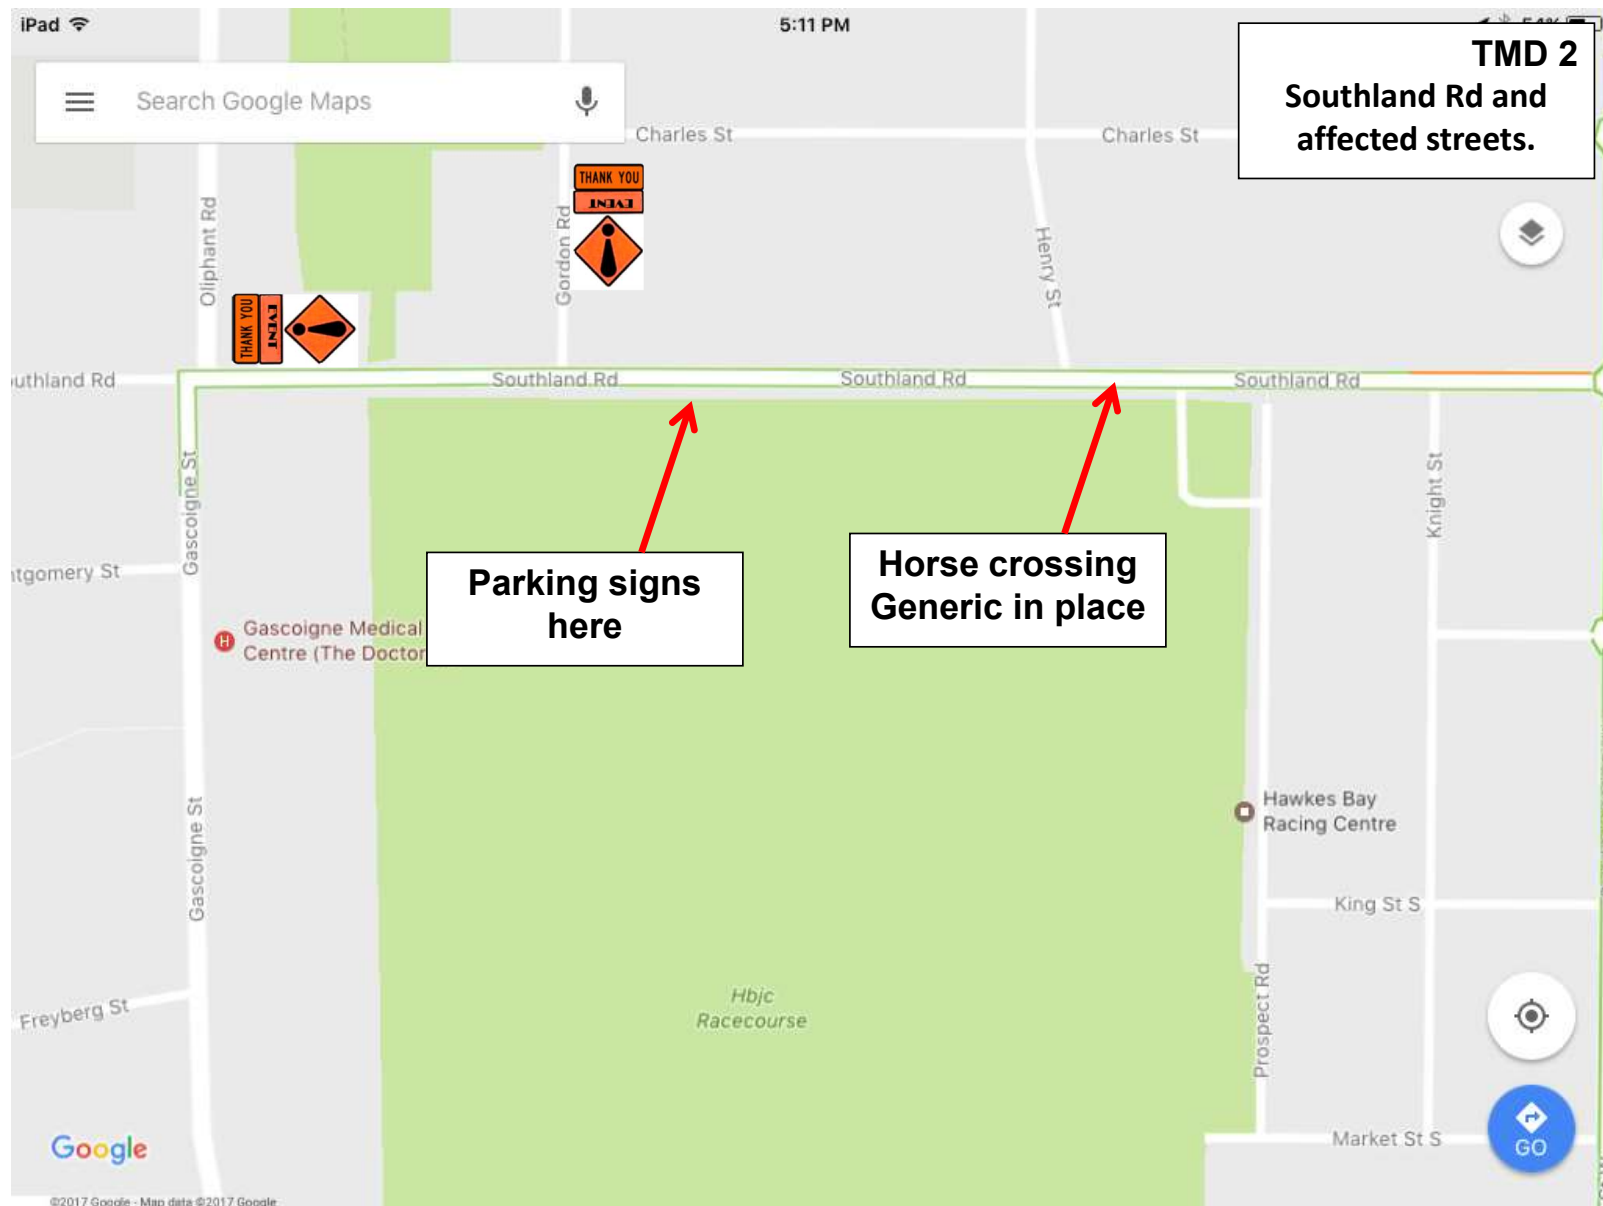 iPad
5:11 PM
TMD 2
Southland Rd and
affected streets.
Search Google Maps
Charles St
Charles St
THANK YOU
EVENT
Oliphant Rd
Gordon Rd
Henry St
THANK YOU
EVENT
uthland Rd
Southland Rd
Southland Rd
Southland Rd
Gascoigne St
Knight St
Parking signs
here
Horse crossing
Generic in place
tgomery St
H
Gascoigne Medical
Centre (The Doctor
Hawkes Bay
Racing Centre
Gascoigne St
King St S
Hbjc
Racecourse
Freyberg St
Prospect Rd
Market St S
GO
Google
©2017 Google - Map data ©2017 Google